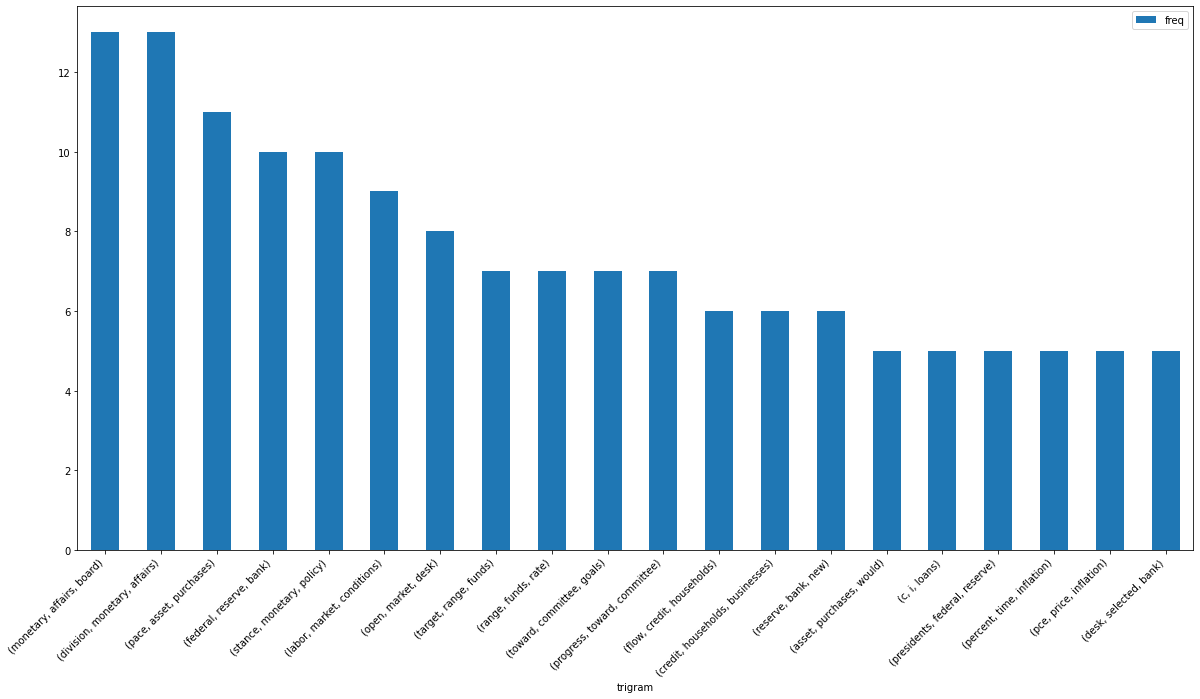 freq
12
10
8
6
4
2
0
(monetary, affairs, board)
(division, monetary, affairs)
(pace, asset, purchases)
(federal, reserve, bank)
(stance, monetary, policy)
(labor, market, conditions)
(open, market, desk)
(target, range, funds)
(range, funds, rate)
(toward, committee, goals)
(progress, toward, committee)
(flow, credit, households)
(credit, households, businesses)
(reserve, bank, new)
(asset, purchases, would)
(c, i, loans)
(presidents, federal, reserve)
(percent, time, inflation)
(pce, price, inflation)
(desk, selected, bank)
trigram